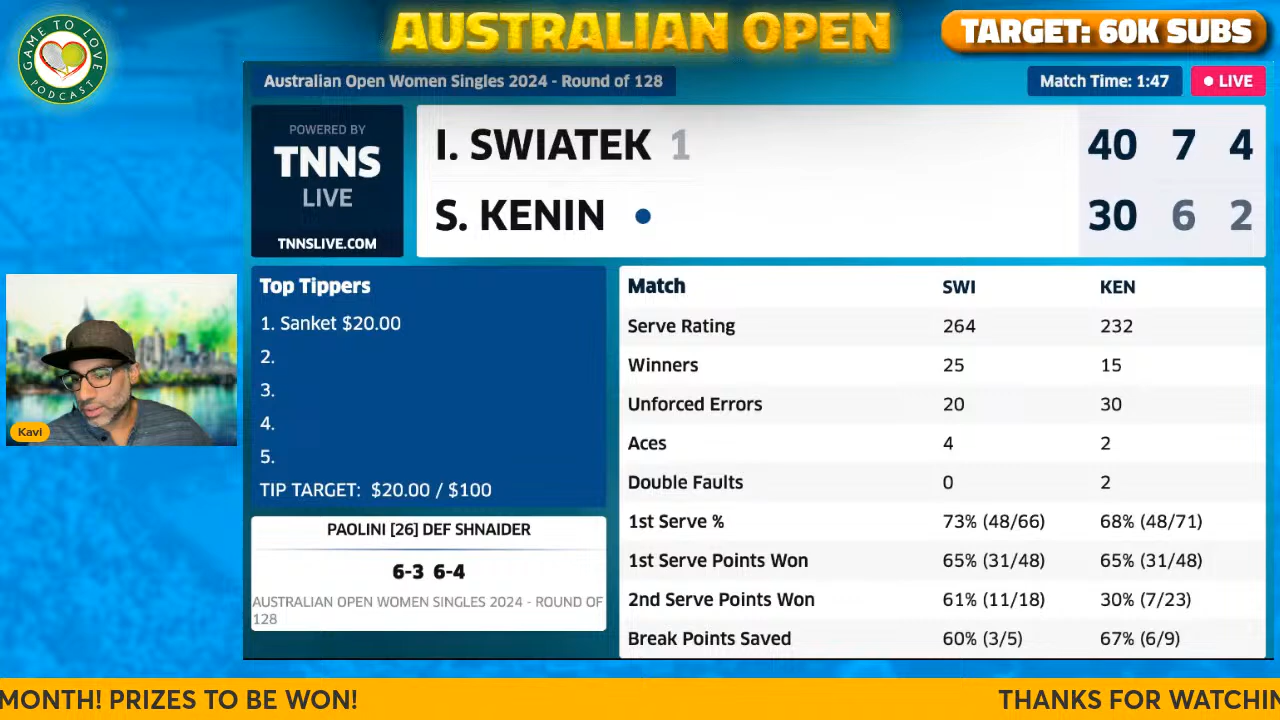 GAME TO LOVE
PODCAST
AUSTRALIAN OPEN
TARGET: 60K SUBS
Australian Open Women Singles 2024 - Round of 128
Match Time: 1:47
LIVE
POWERED BY
TNNS
LIVE
TNNSLIVE.COM
I. SWIATEK 1 40 7 4
S. KENIN 30 6 2
Top Tippers
1. Sanket $20.00
2.
3.
4.
5.
TIP TARGET: $20.00 / $100
PAOLINI [26] DEF SHNAIDER
6-3 6-4
AUSTRALIAN OPEN WOMEN SINGLES 2024 - ROUND OF
128
Match SWI KEN
Serve Rating 264 232
Winners 25 15
Unforced Errors 20 30
Aces 4 2
Double Faults 0 2
1st Serve % 73% (48/66) 68% (48/71)
1st Serve Points Won 65% (31/48) 65% (31/48)
2nd Serve Points Won 61% (11/18) 30% (7/23)
Break Points Saved 60% (3/5) 67% (6/9)
Kavi
MONTH! PRIZES TO BE WON! THANKS FOR WATCHIN